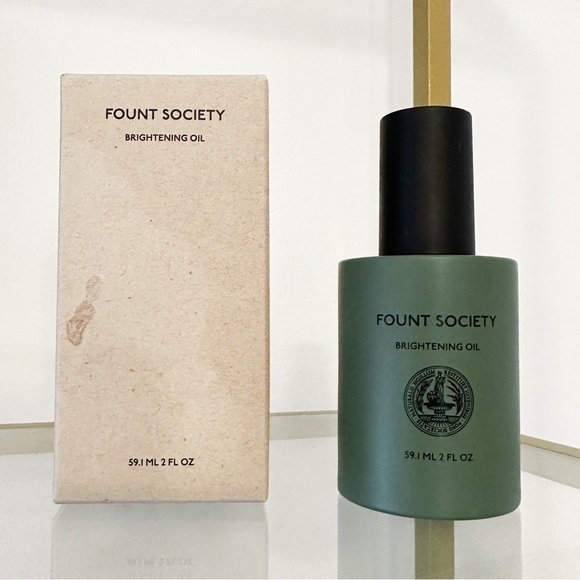 FOUNT SOCIETY
BRIGHTENING OIL
59.1 ML 2 FL OZ
FOUNT SOCIETY
BRIGHTENING OIL
59.1 ML 2 FL OZ